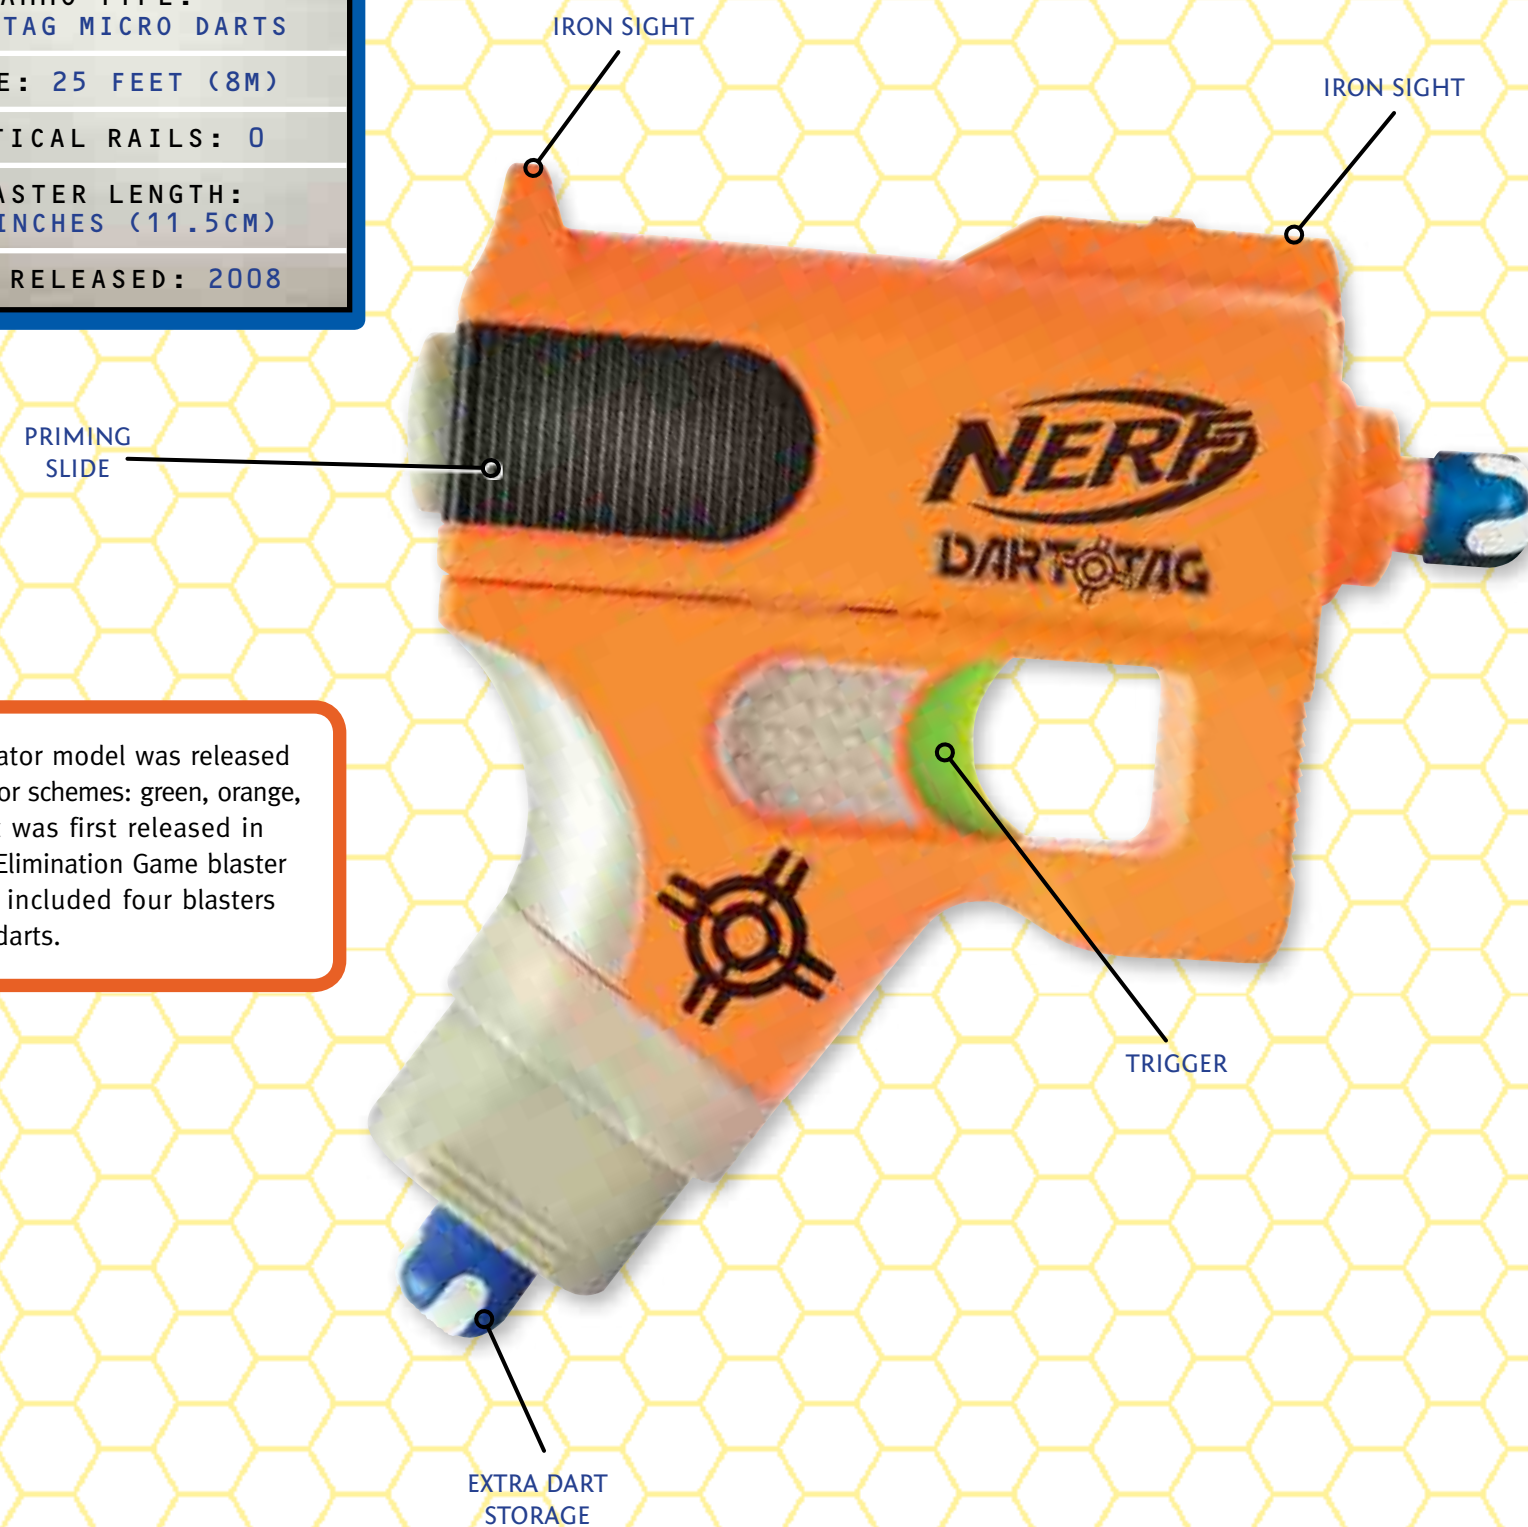 TAG MICRO DARTS
E: 25 FEET (8M)
TICAL RAILS: 0
ASTER LENGTH:
INCHES (11.5CM)
RELEASED: 2008
IRON SIGHT
IRON SIGHT
PRIMING
SLIDE
NERF
DART TAG
ator model was released
or schemes: green, orange,
t was first released in
Elimination Game blaster
included four blasters
darts.
TRIGGER
EXTRA DART
STORAGE